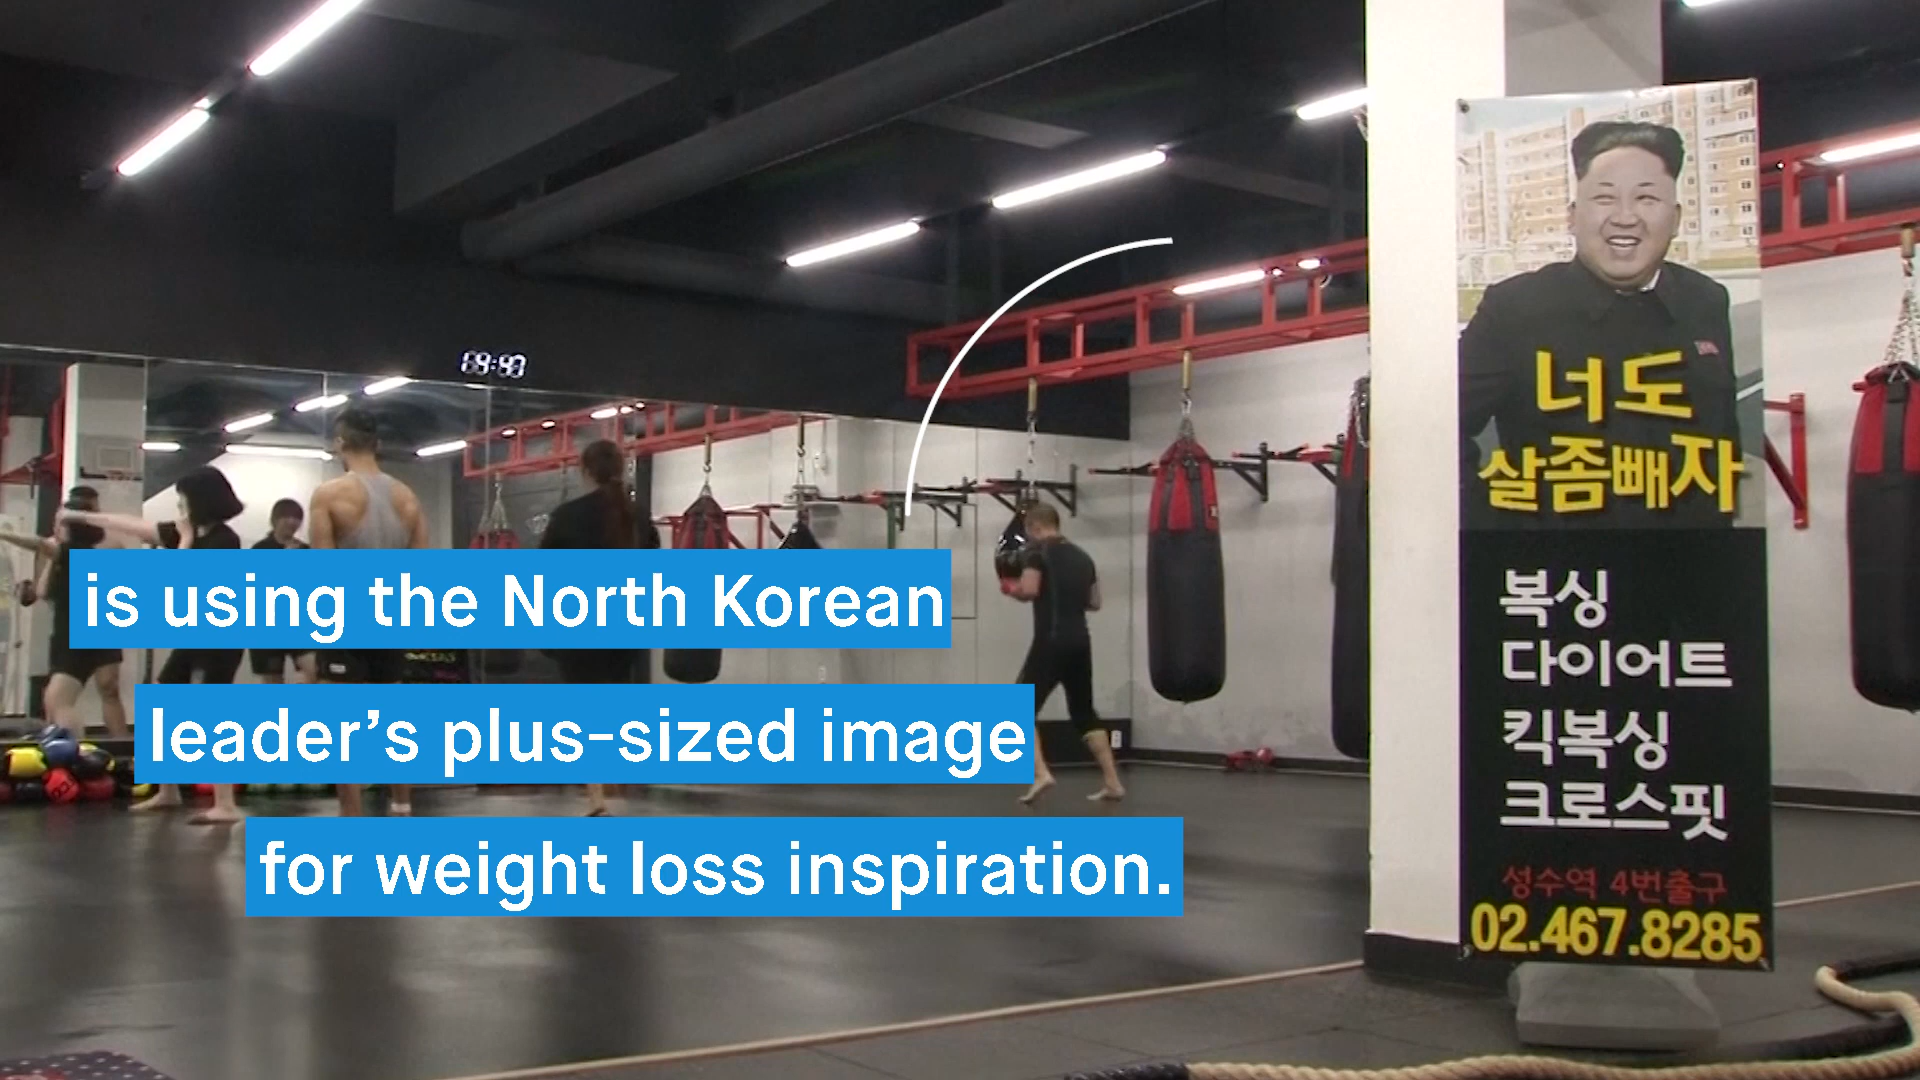 is using the North Korean
leader’s plus-sized image
for weight loss inspiration.
너도
살좀빼자
복싱
다이어트
킥복싱
크로스핏
성수역 4번출구
02.467.8285